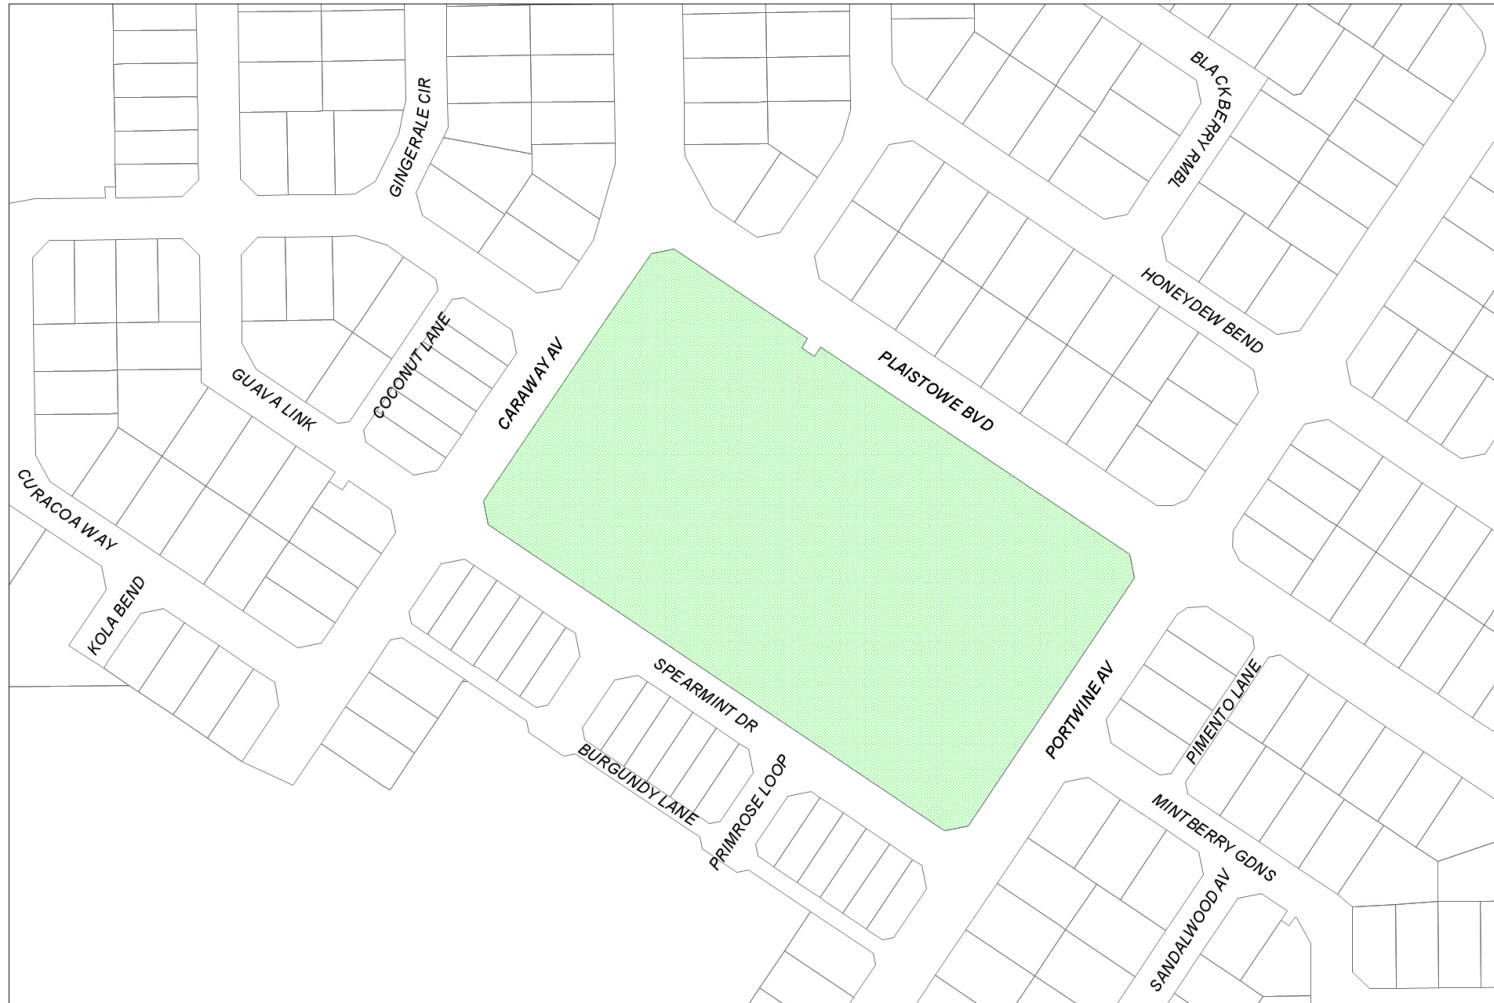 BLACKBERRY RMBL
GINGERALE CIR
HONEYDEW BEND
COCONUT LANE
CARAWAY AV
PLAISTOWE BVD
GUAVA LINK
CURACOA WAY
KOLA BEND
SPEARMINT DR
PORTWINE AV
PIMENTO LANE
BURGUNDY LANE
PRIMROSE LOOP
MINTBERRY GDNS
SANDALWOOD AV